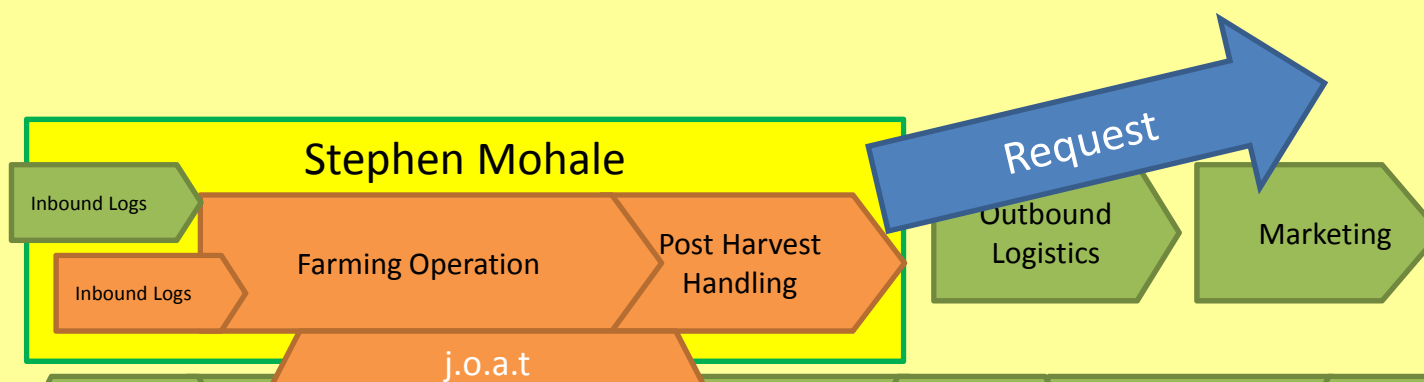 Stephen Mohale
Request
Inbound Logs
Farming Operation
Post Harvest
Handling
Outbound
Logistics
Marketing
Inbound Logs
j.o.a.t